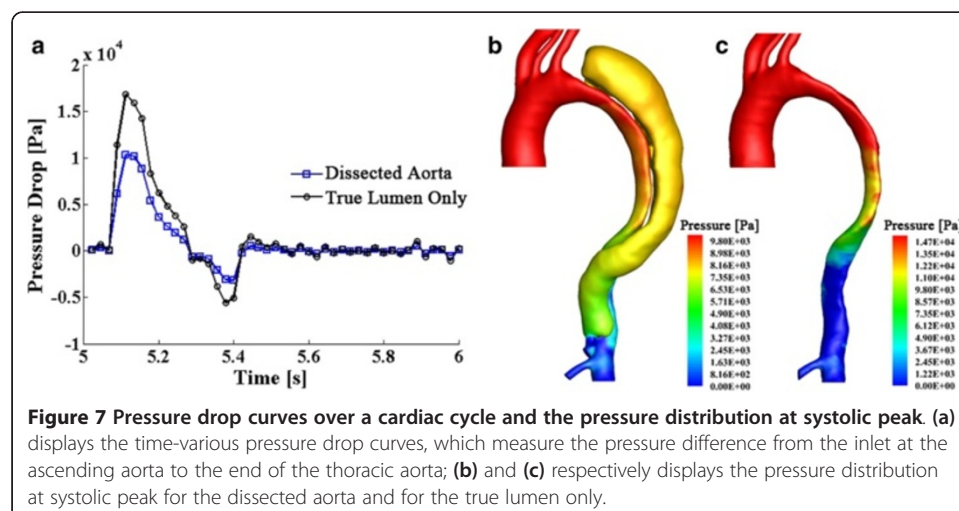 a
x 10⁴
2
1.5
1
0.5
0
-0.5
-1
Pressure Drop [Pa]
5 5.2 5.4 5.6 5.8 6
Time [s]
Dissected Aorta
True Lumen Only
b
Pressure [Pa]
9.80E+03
8.98E+03
8.16E+03
7.35E+03
6.53E+03
5.71E+03
4.90E+03
4.08E+03
3.27E+03
2.45E+03
1.63E+03
8.16E+02
0.00E+00
c
Pressure [Pa]
1.47E+04
1.35E+04
1.22E+04
1.10E+04
9.80E+03
8.57E+03
7.35E+03
6.12E+03
4.90E+03
3.67E+03
2.45E+03
1.22E+03
0.00E+00
Figure 7 Pressure drop curves over a cardiac cycle and the pressure distribution at systolic peak. (a)
displays the time-various pressure drop curves, which measure the pressure difference from the inlet at the
ascending aorta to the end of the thoracic aorta; (b) and (c) respectively displays the pressure distribution
at systolic peak for the dissected aorta and for the true lumen only.